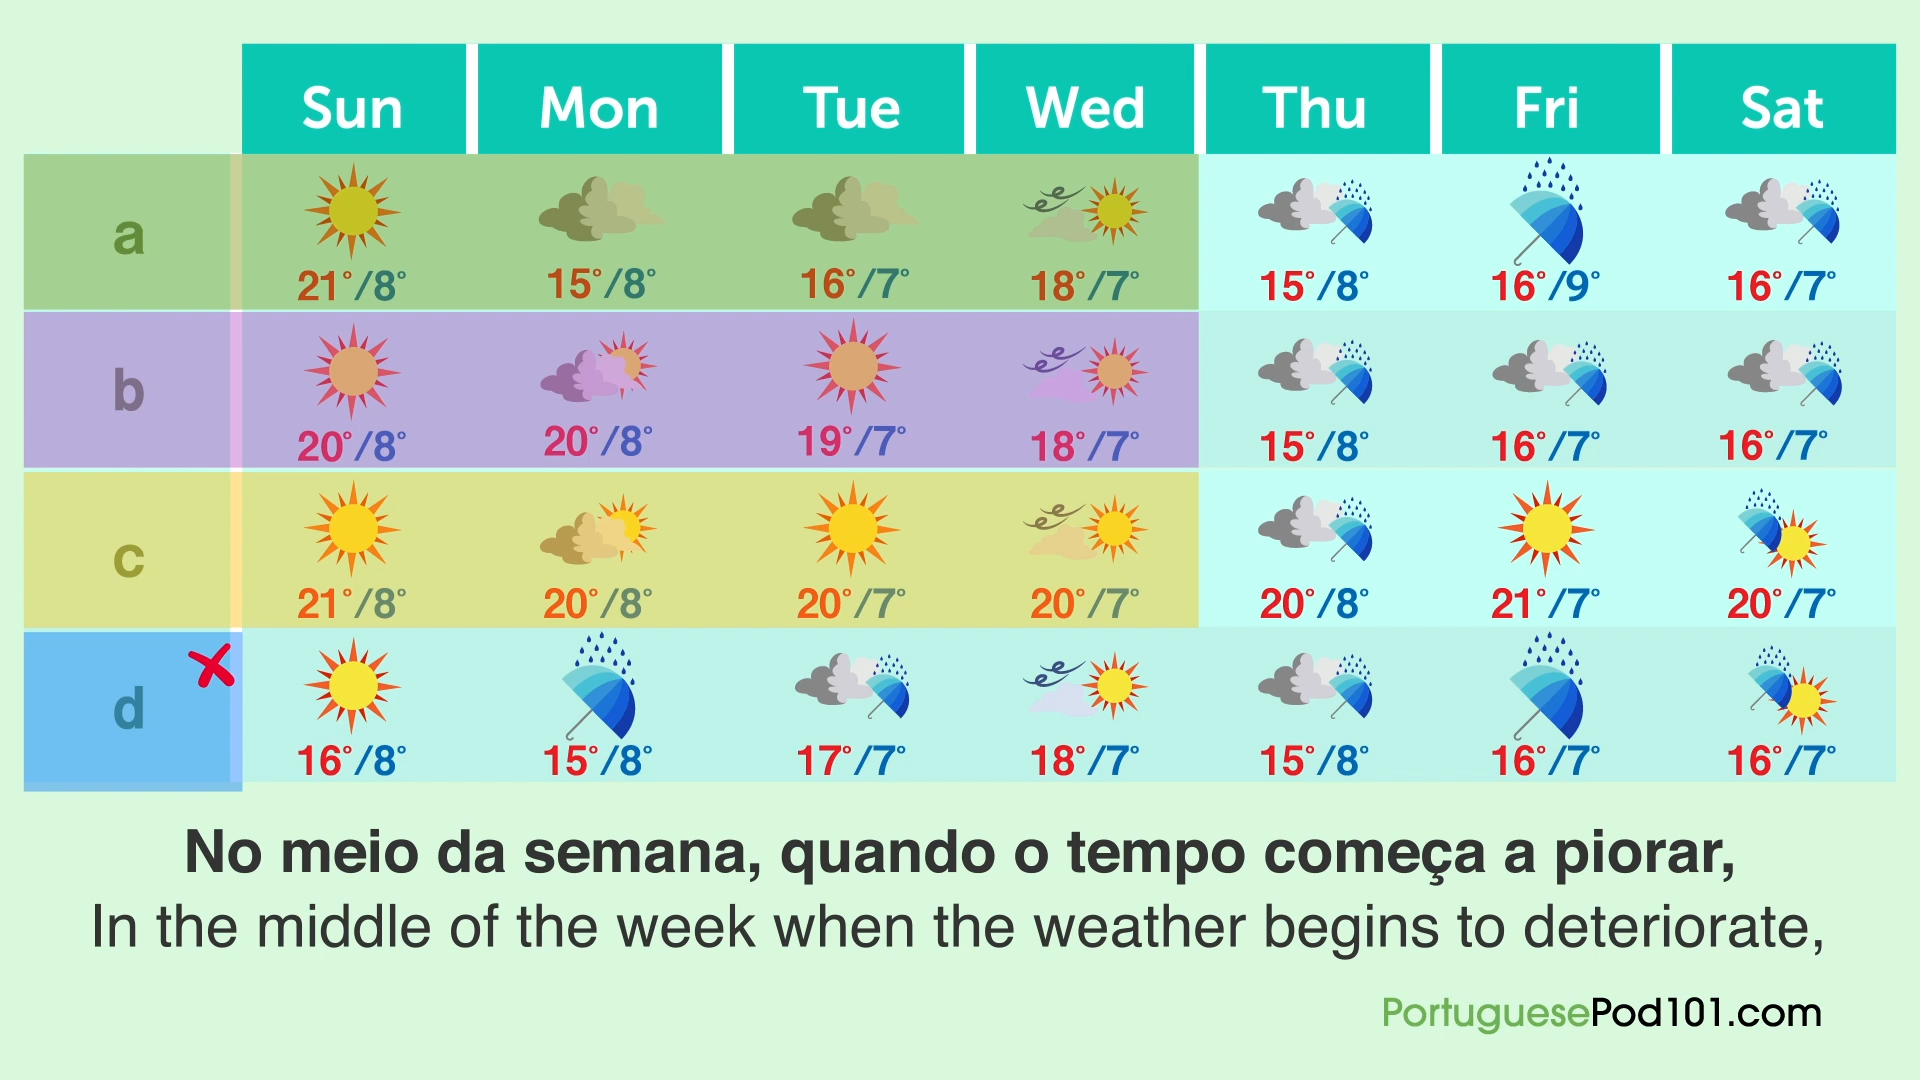 Sun Mon Tue Wed Thu Fri Sat
a 21°/8° 15°/8° 16°/7° 18°/7° 15°/8° 16°/9° 16°/7°
b 20°/8° 20°/8° 19°/7° 18°/7° 15°/8° 16°/7° 16°/7°
c 21°/8° 20°/8° 20°/7° 20°/7° 20°/8° 21°/7° 20°/7°
d 16°/8° 15°/8° 17°/7° 18°/7° 15°/8° 16°/7° 16°/7°
No meio da semana, quando o tempo começa a piorar,
In the middle of the week when the weather begins to deteriorate,
PortuguesePod101.com